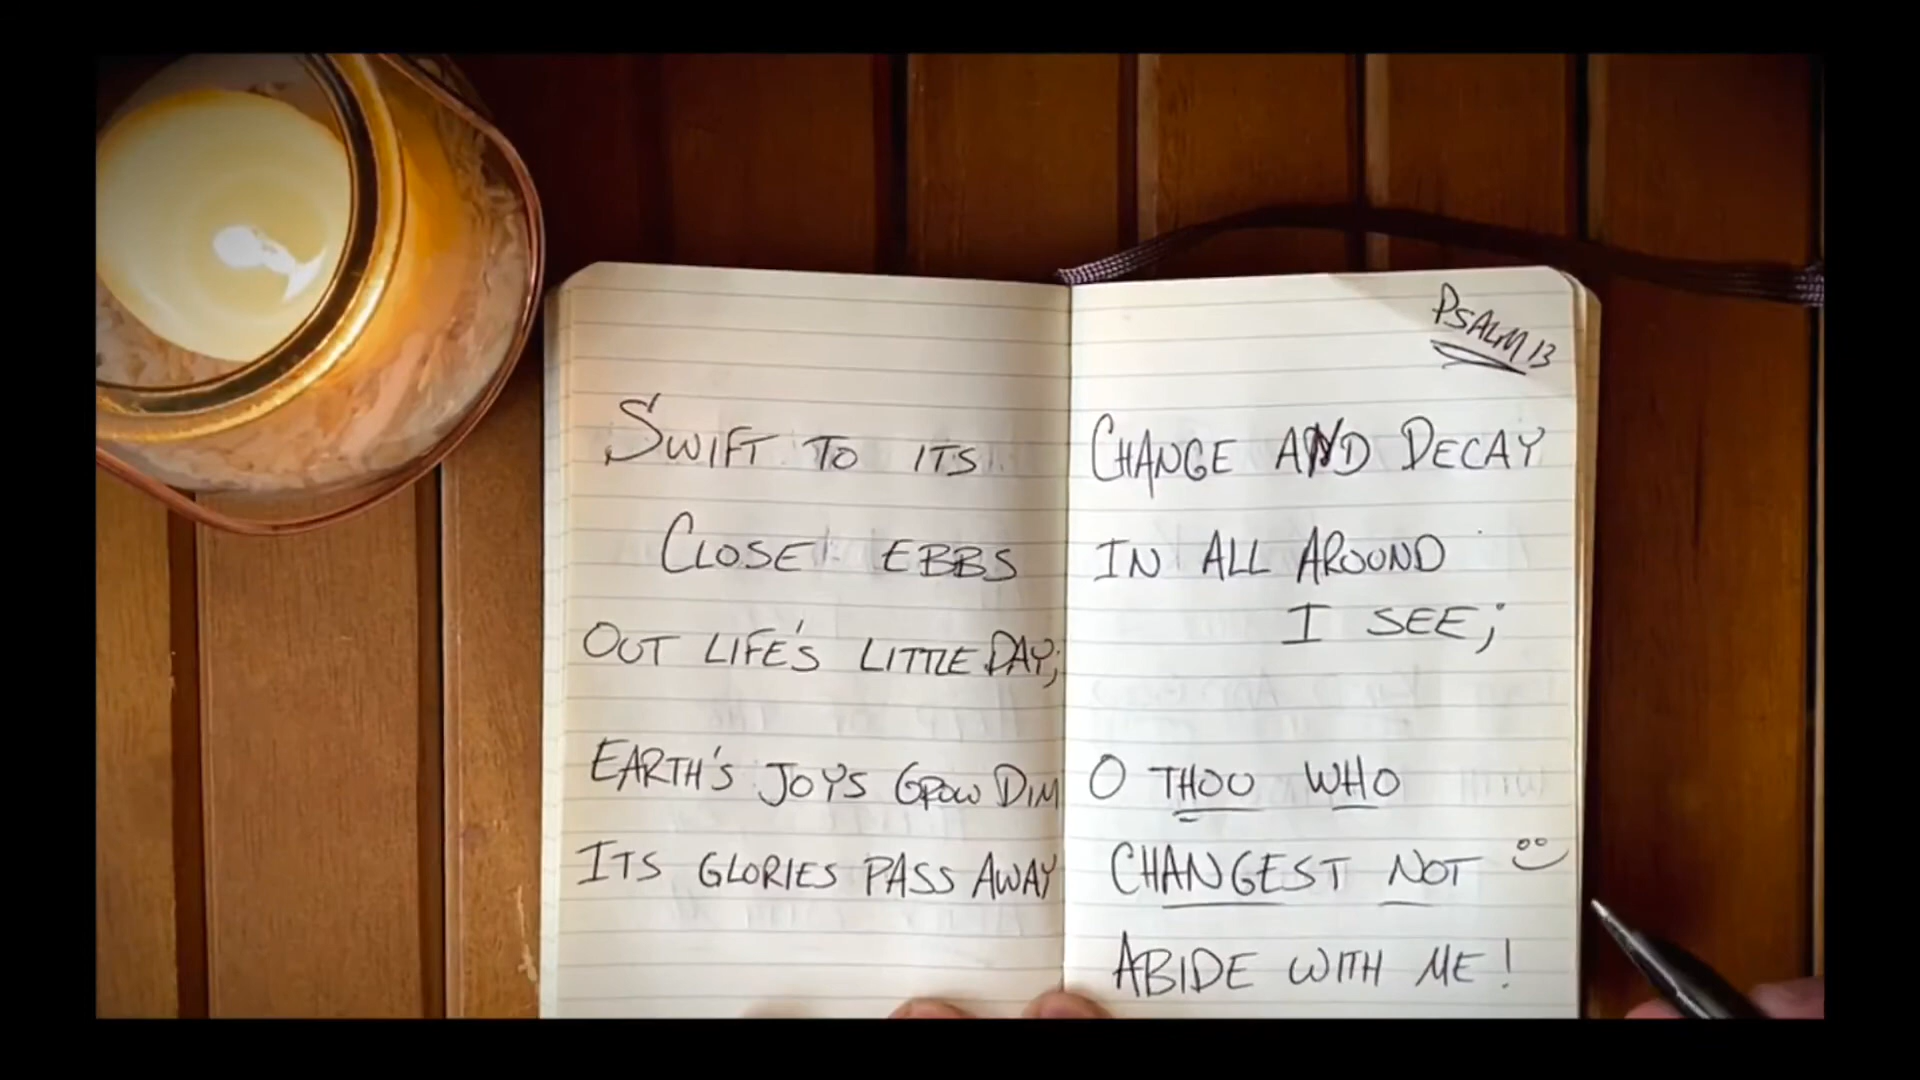 Swift to its
Close ebbs
Out life's little day;
Earth's joys grow dim
Its glories pass away
Psalm 13
Change and Decay
in all around
I see;
O thou who
changest not
Abide with me!